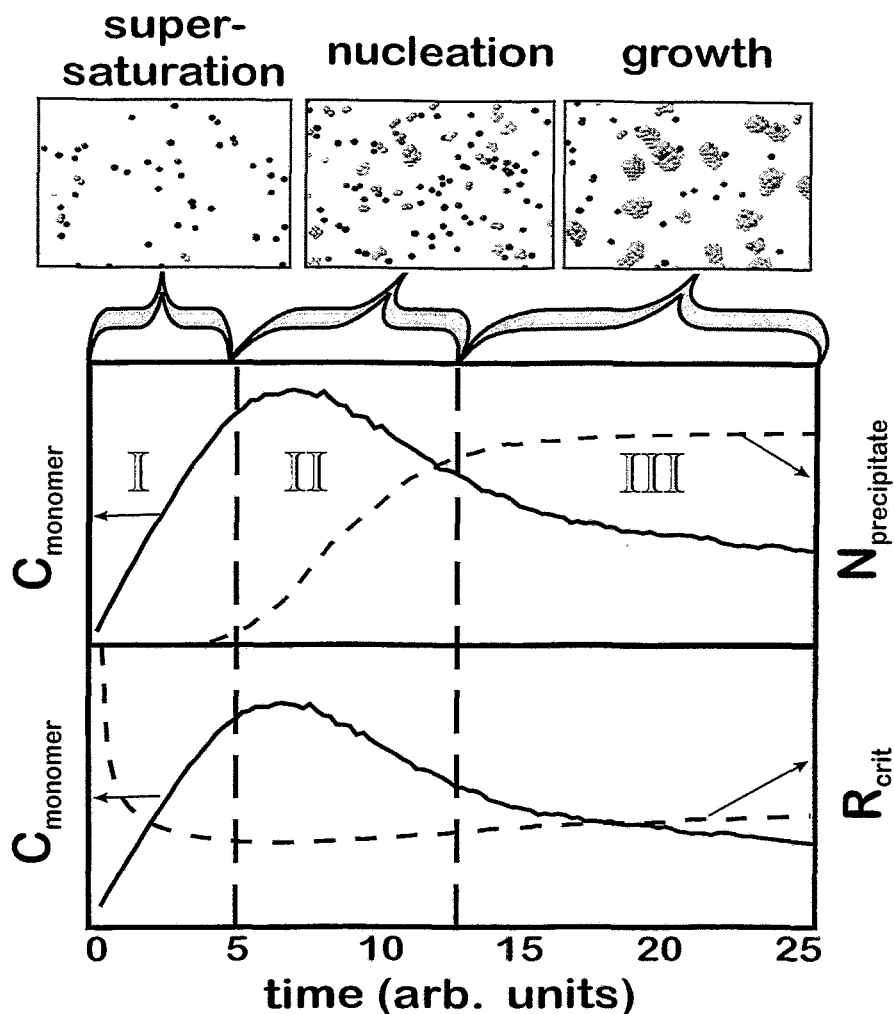 super-
saturation
nucleation
growth
I
II
III
C monomer
N precipitate
C monomer
R crit
0 5 10 15 20 25
time (arb. units)